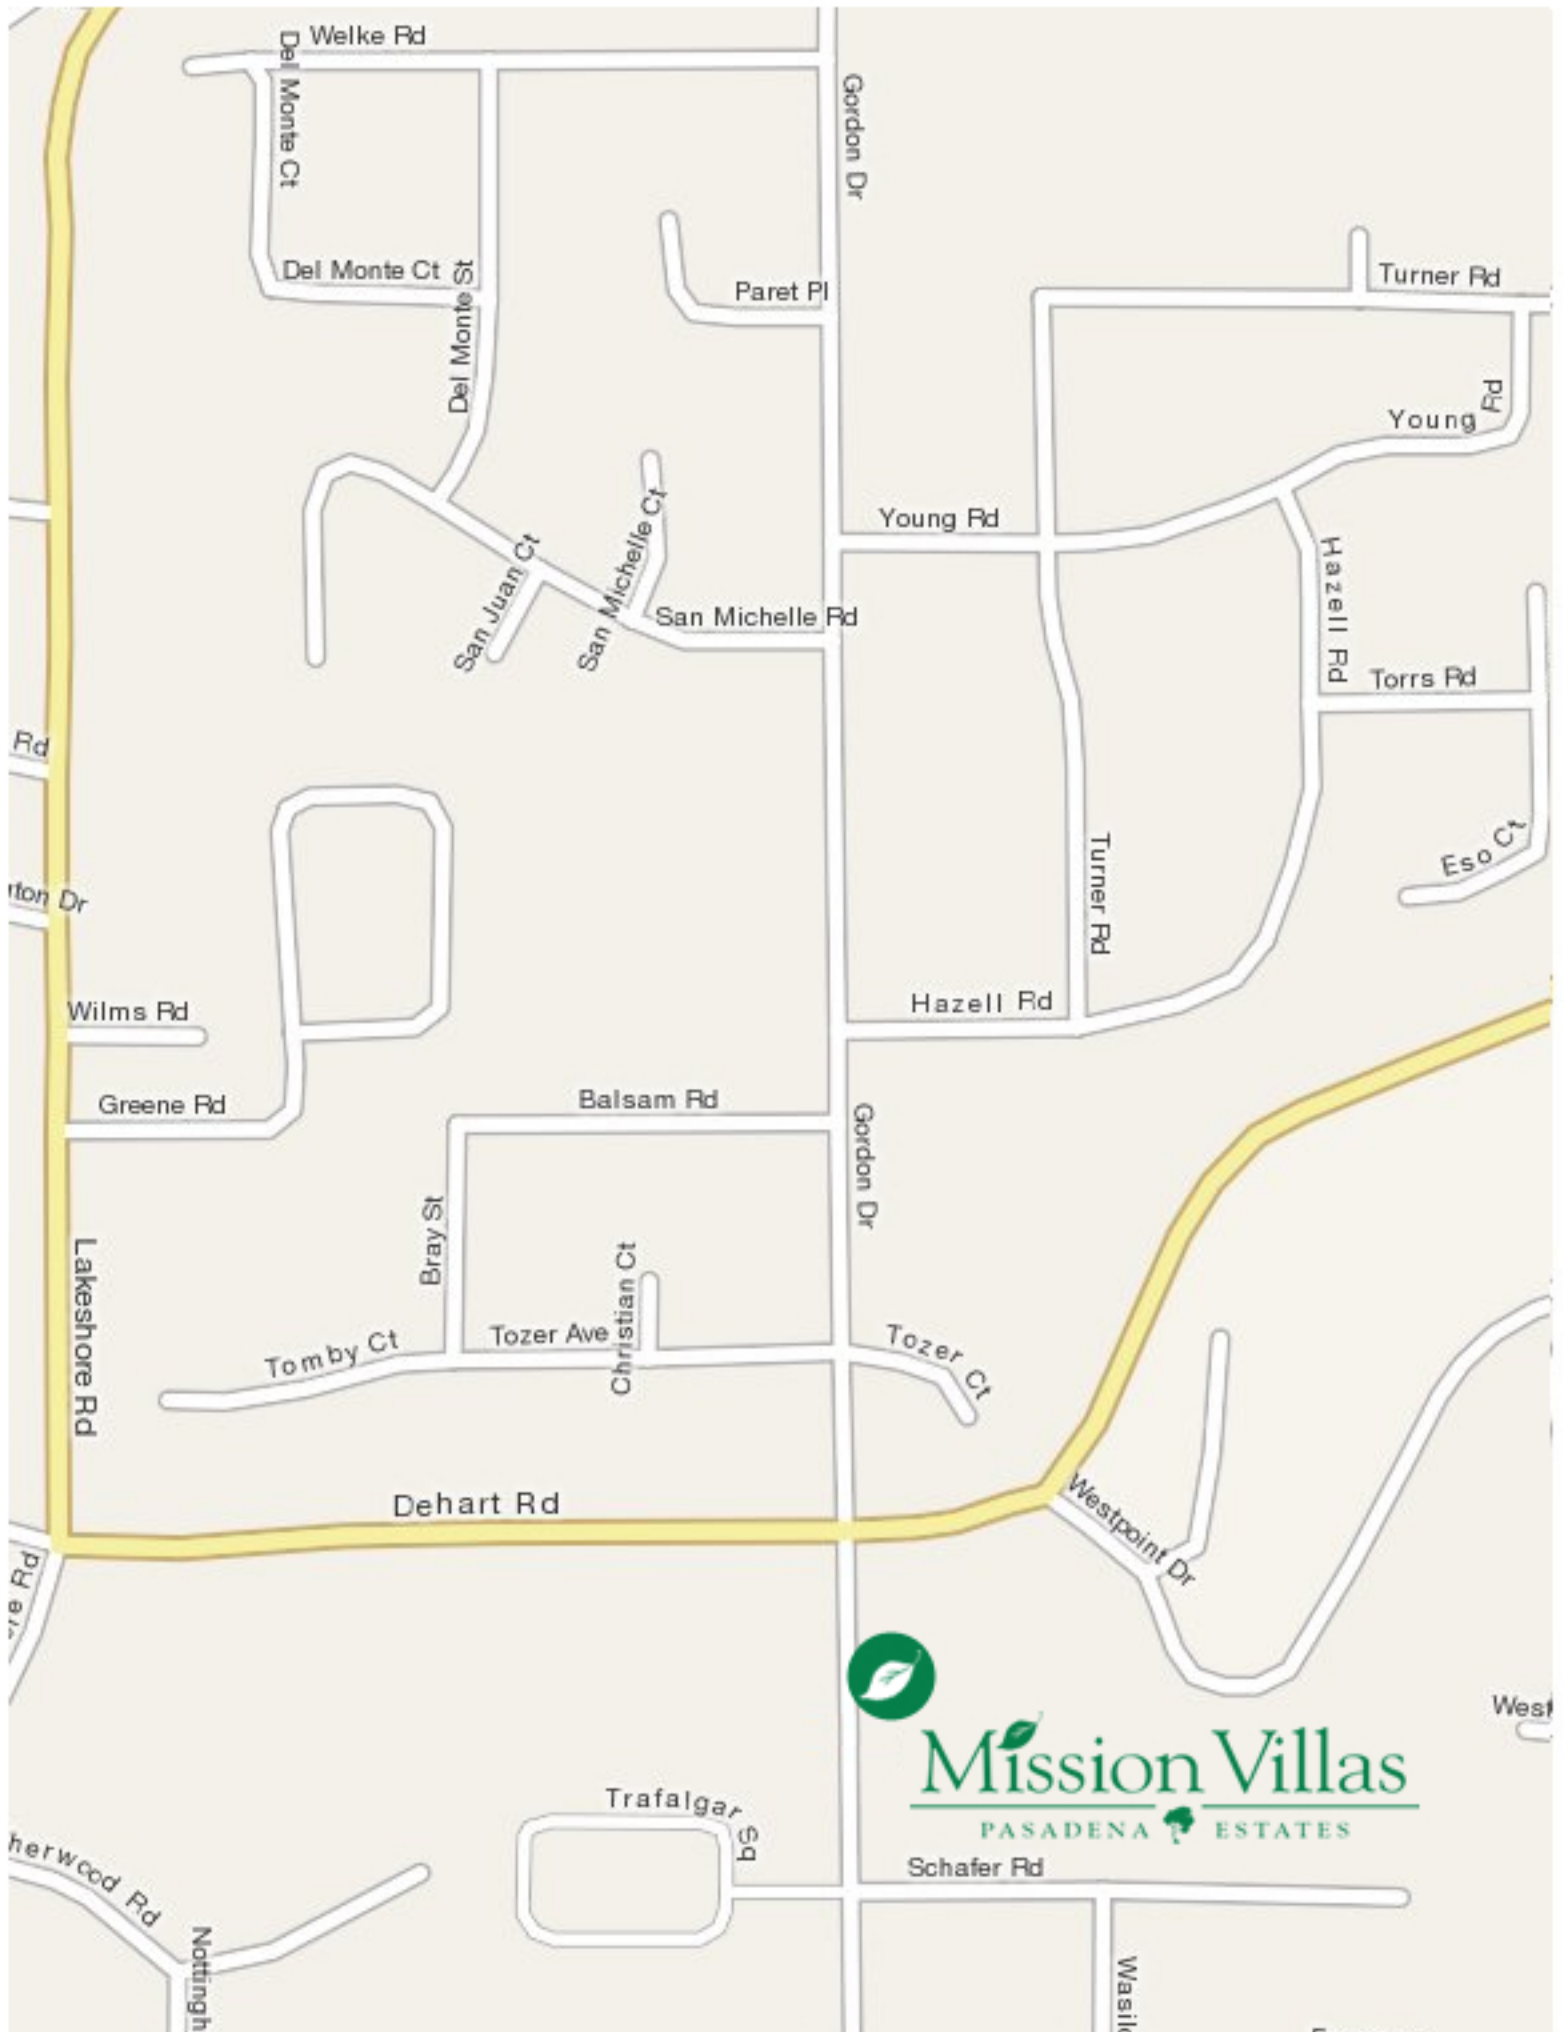 Welke Rd
Del Monte Ct
Gordon Dr
Del Monte Ct
Del Monte St
Paret Pl
Turner Rd
Young Rd
Young Rd
San Juan Ct
San Michelle Ct
San Michelle Rd
Hazell Rd
Torrs Rd
Rd
Turner Rd
Eso Ct
Dr
Wilms Rd
Hazell Rd
Greene Rd
Balsam Rd
Gordon Dr
Bray St
Lakeshore Rd
Christian Ct
Tozer Ave
Tomby Ct
Tozer Ct
Dehart Rd
Westpoint Dr
Rd
Mission Villas
PASADENA ESTATES
Trafalgar Sq
Schafer Rd
herwood Rd
Nottingh